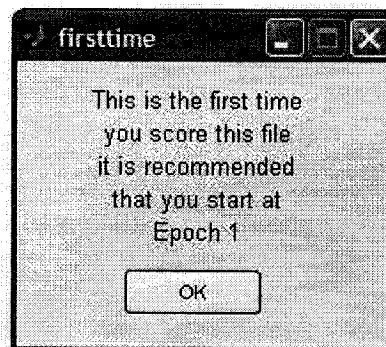 firsttime
This is the first time
you score this file
it is recommended
that you start at
Epoch 1
OK